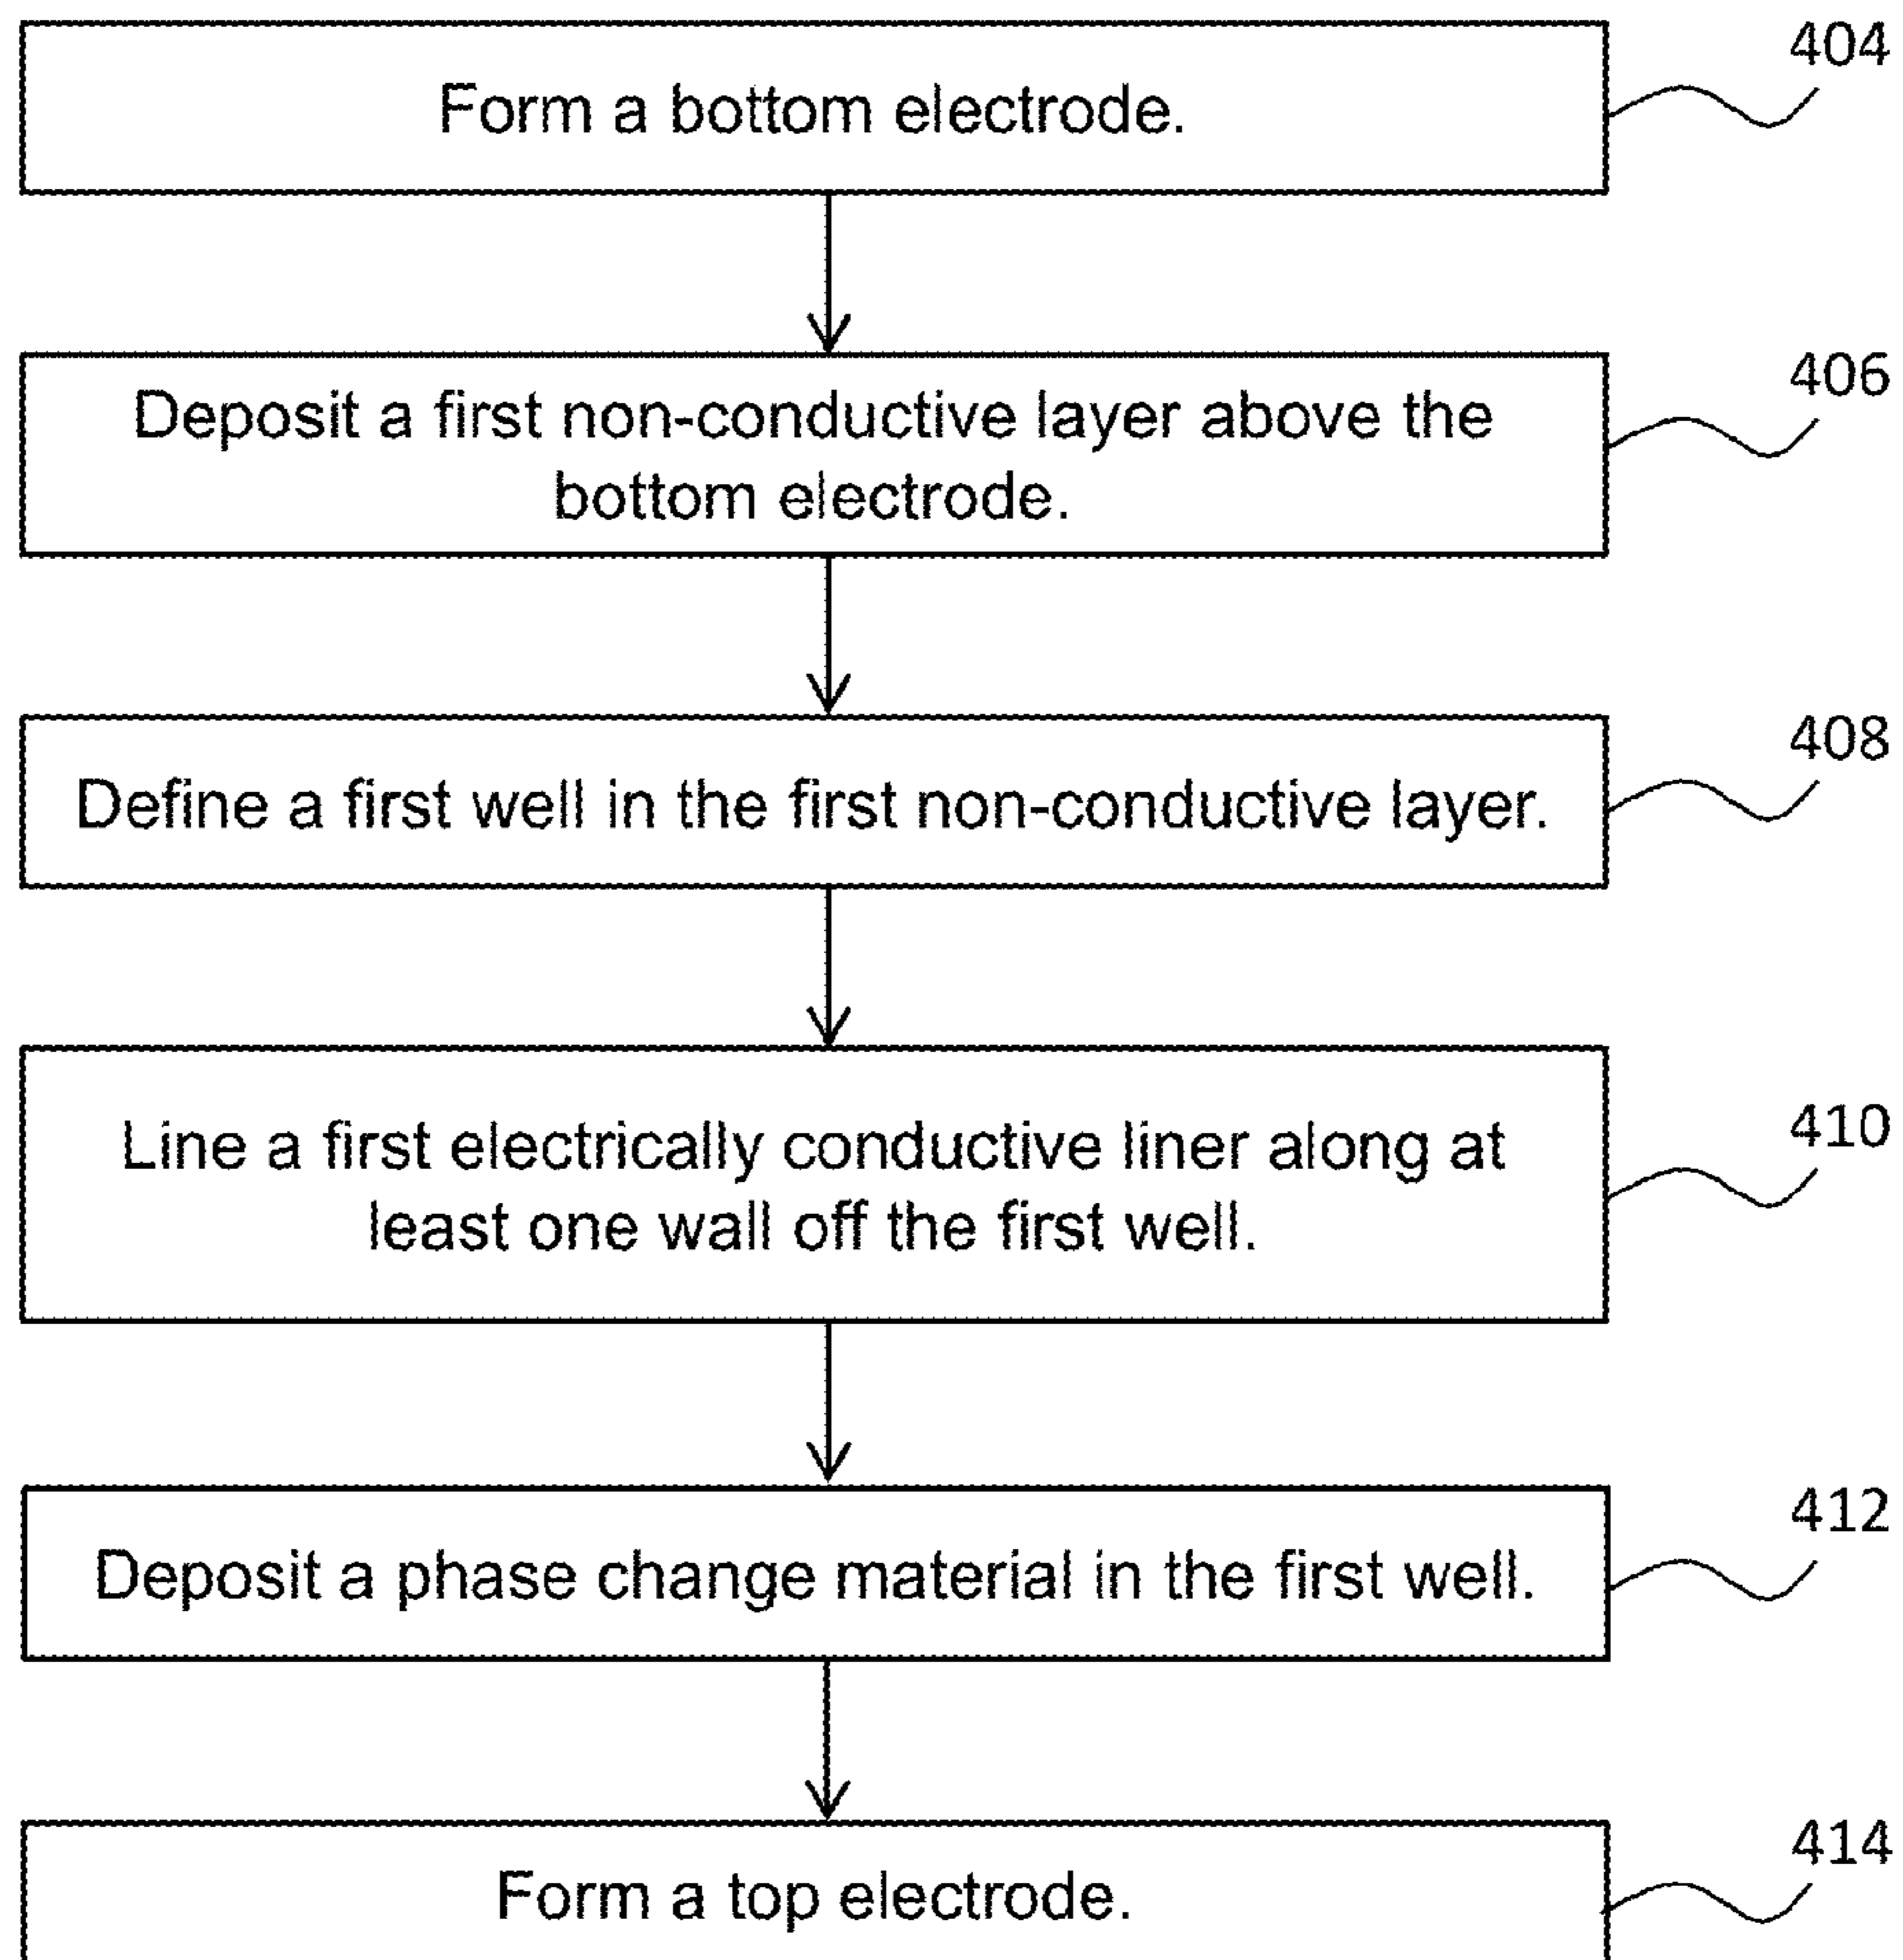 404
Form a bottom electrode.
406
Deposit a first non-conductive layer above the
bottom electrode.
408
Define a first well in the first non-conductive layer.
410
Line a first electrically conductive liner along at
least one wall off the first well.
412
Deposit a phase change material in the first well.
414
Form a top electrode.